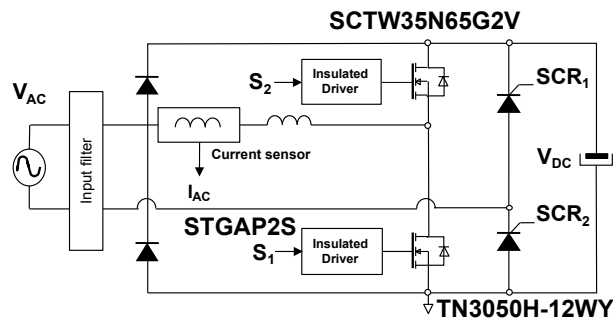 SCTW35N65G2V
S2
Insulated
Driver
SCR1
VAC
Input filter
Current sensor
IAC
VDC
STGAP2S
SCR2
S1
Insulated
Driver
TN3050H-12WY